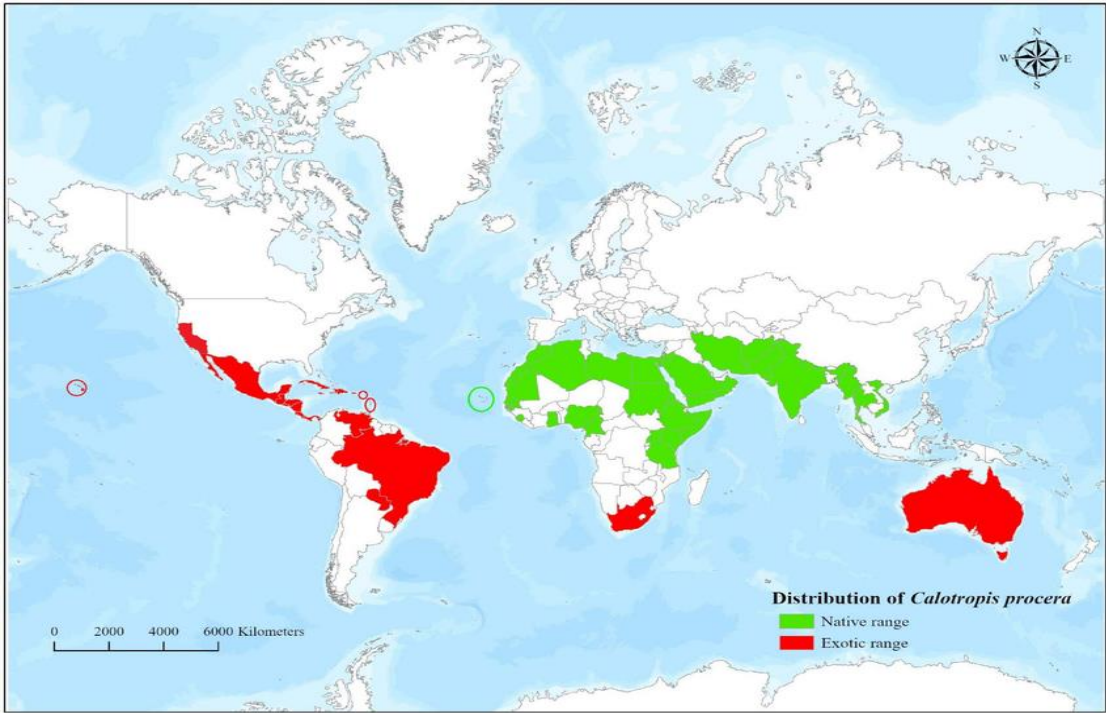 N
W E
S
Distribution of Calotropis procera
Native range
Exotic range
0 2000 4000 6000 Kilometers